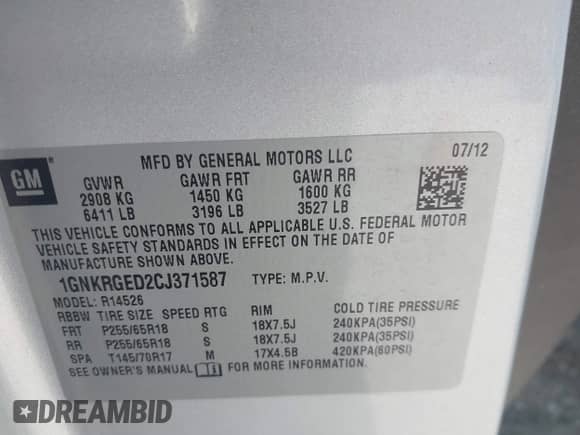 GM
MFD BY GENERAL MOTORS LLC 07/12
GVWR GAWR FRT GAWR RR
2908 KG 1450 KG 1600 KG
6411 LB 3196 LB 3527 LB
THIS VEHICLE CONFORMS TO ALL APPLICABLE U.S. FEDERAL MOTOR
VEHICLE SAFETY STANDARDS IN EFFECT ON THE DATE OF
MANUFACTURE SHOWN ABOVE.
1GNKRGED2CJ371587 TYPE: M.P.V.
MODEL: R14526
RBBW TIRE SIZE SPEED RTG RIM COLD TIRE PRESSURE
FRT P255/65R18 S 18X7.5J 240KPA(35PSI)
RR P255/65R18 S 18X7.5J 240KPA(35PSI)
SPA T145/70R17 M 17X4.5B 420KPA(60PSI)
SEE OWNER'S MANUAL FOR MORE INFORMATION.
DREAMBID